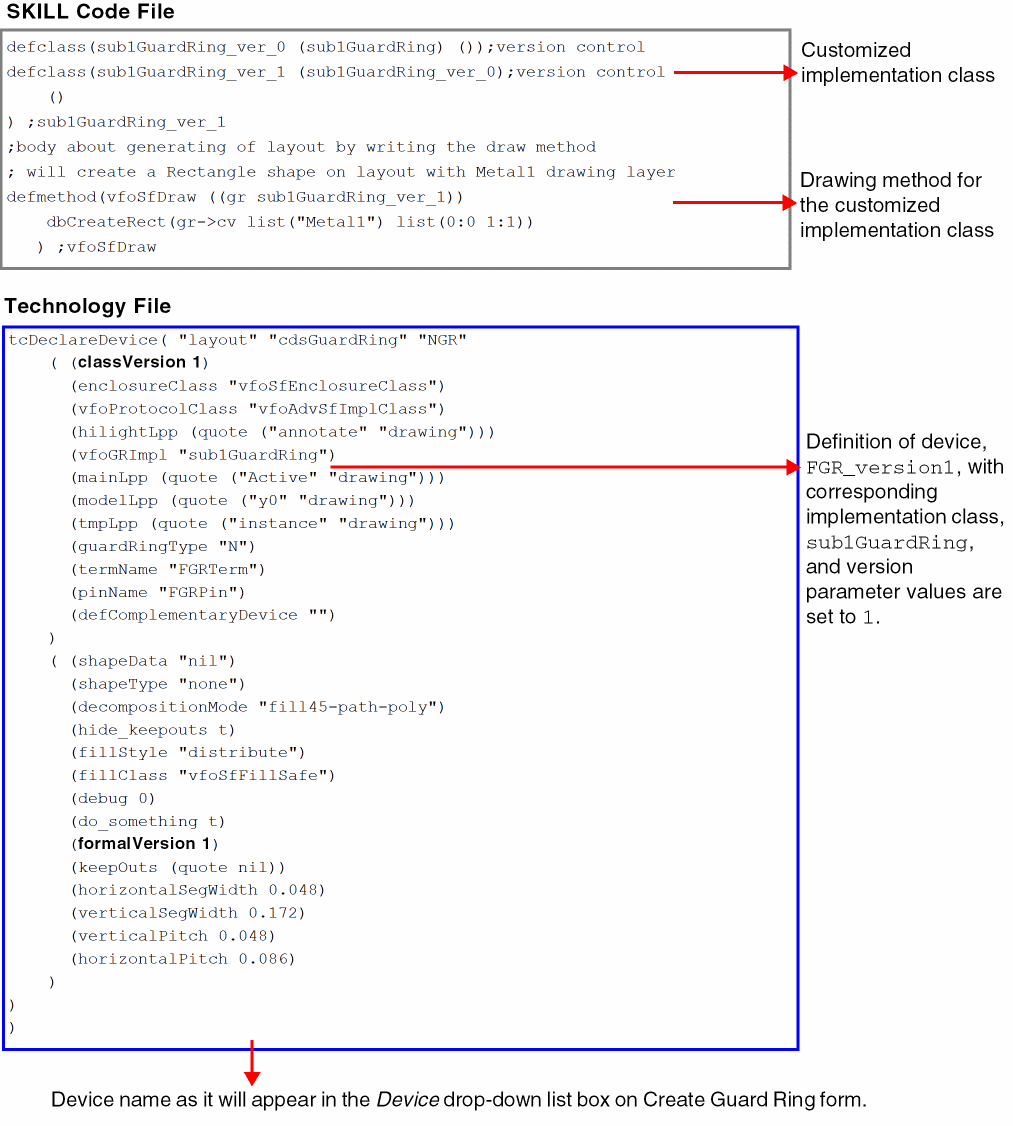 SKILL Code File
defclass(sub1GuardRing_ver_0 (sub1GuardRing) ());version control
defclass(sub1GuardRing_ver_1 (sub1GuardRing_ver_0);version control
()
) ;sub1GuardRing_ver_1
;body about generating of layout by writing the draw method
; will create a Rectangle shape on layout with Metal1 drawing layer
defmethod(vfoSfDraw ((gr sub1GuardRing_ver_1))
dbCreateRect(gr->cv list("Metal1") list(0:0 1:1))
) ;vfoSfDraw
Customized
implementation class
Drawing method for
the customized
implementation class
Technology File
tcDeclareDevice( "layout" "cdsGuardRing" "NGR"
( (classVersion 1)
(enclosureClass "vfoSfEnclosureClass")
(vfoProtocolClass "vfoAdvSfImplClass")
(hilightLpp (quote ("annotate" "drawing")))
(vfoGRImpl "sub1GuardRing")
(mainLpp (quote ("Active" "drawing")))
(modelLpp (quote ("y0" "drawing")))
(tmpLpp (quote ("instance" "drawing")))
(guardRingType "N")
(termName "FGRTerm")
(pinName "FGRPin")
(defComplementaryDevice "")
)
( (shapeData "nil")
(shapeType "none")
(decompositionMode "fill45-path-poly")
(hide_keepouts t)
(fillStyle "distribute")
(fillClass "vfoSfFillSafe")
(debug 0)
(do_something t)
(formalVersion 1)
(keepOuts (quote nil))
(horizontalSegWidth 0.048)
(verticalSegWidth 0.172)
(verticalPitch 0.048)
(horizontalPitch 0.086)
)
)
)
Definition of device,
FGR_version1, with
corresponding
implementation class,
sub1GuardRing,
and version
parameter values are
set to 1.
Device name as it will appear in the Device drop-down list box on Create Guard Ring form.